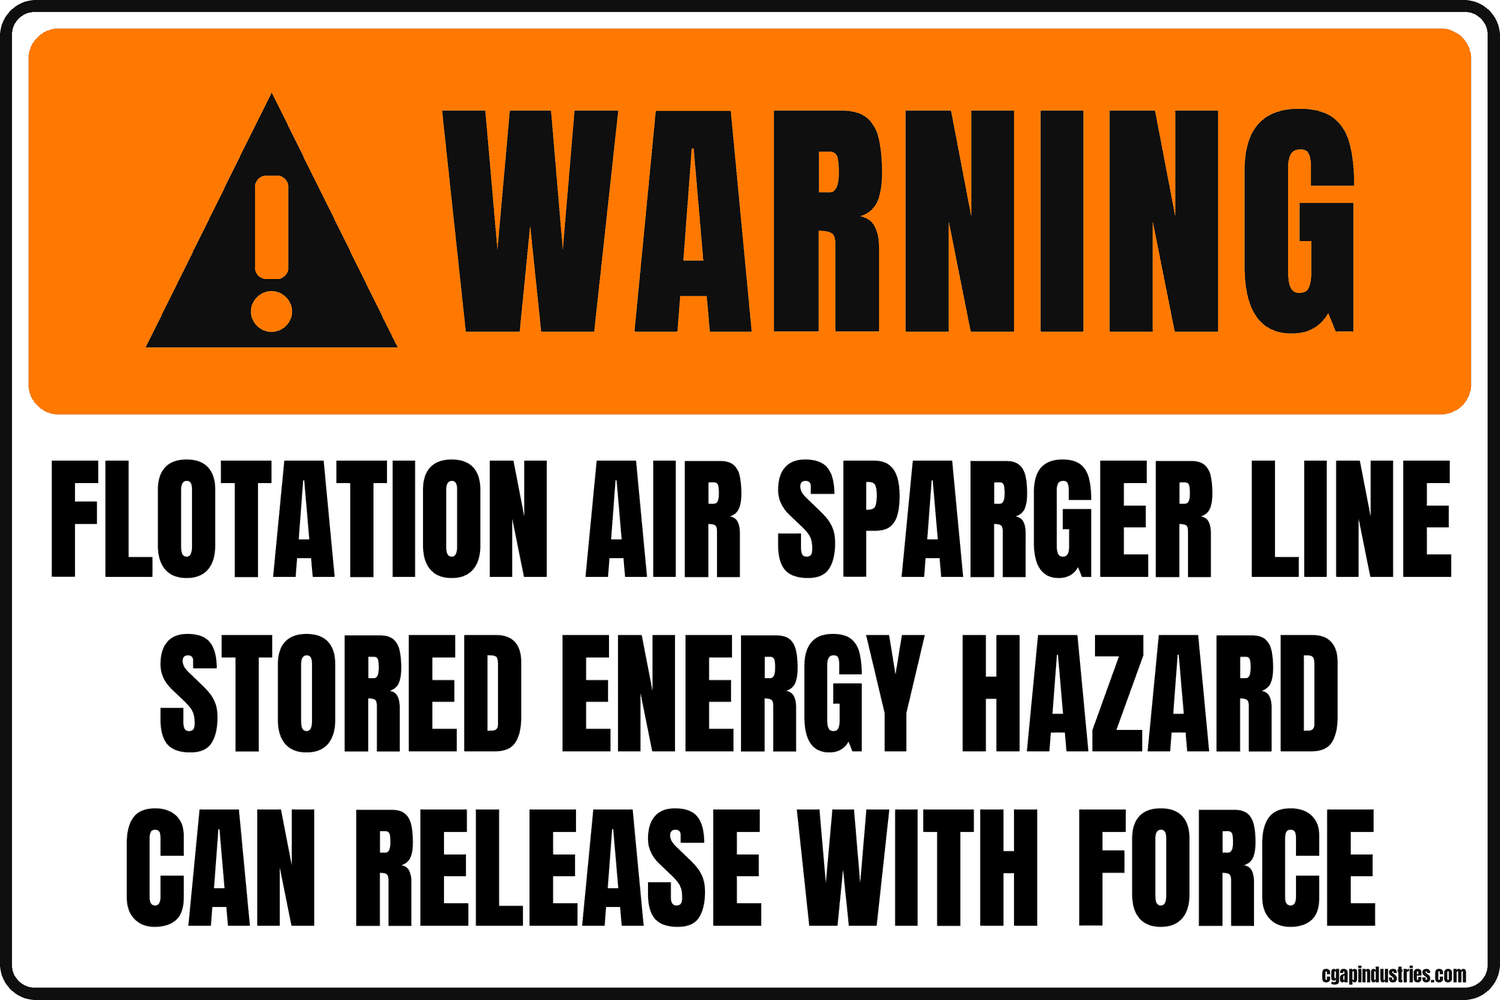 WARNING
FLOTATION AIR SPARGER LINE
STORED ENERGY HAZARD
CAN RELEASE WITH FORCE
cgapindustries.com